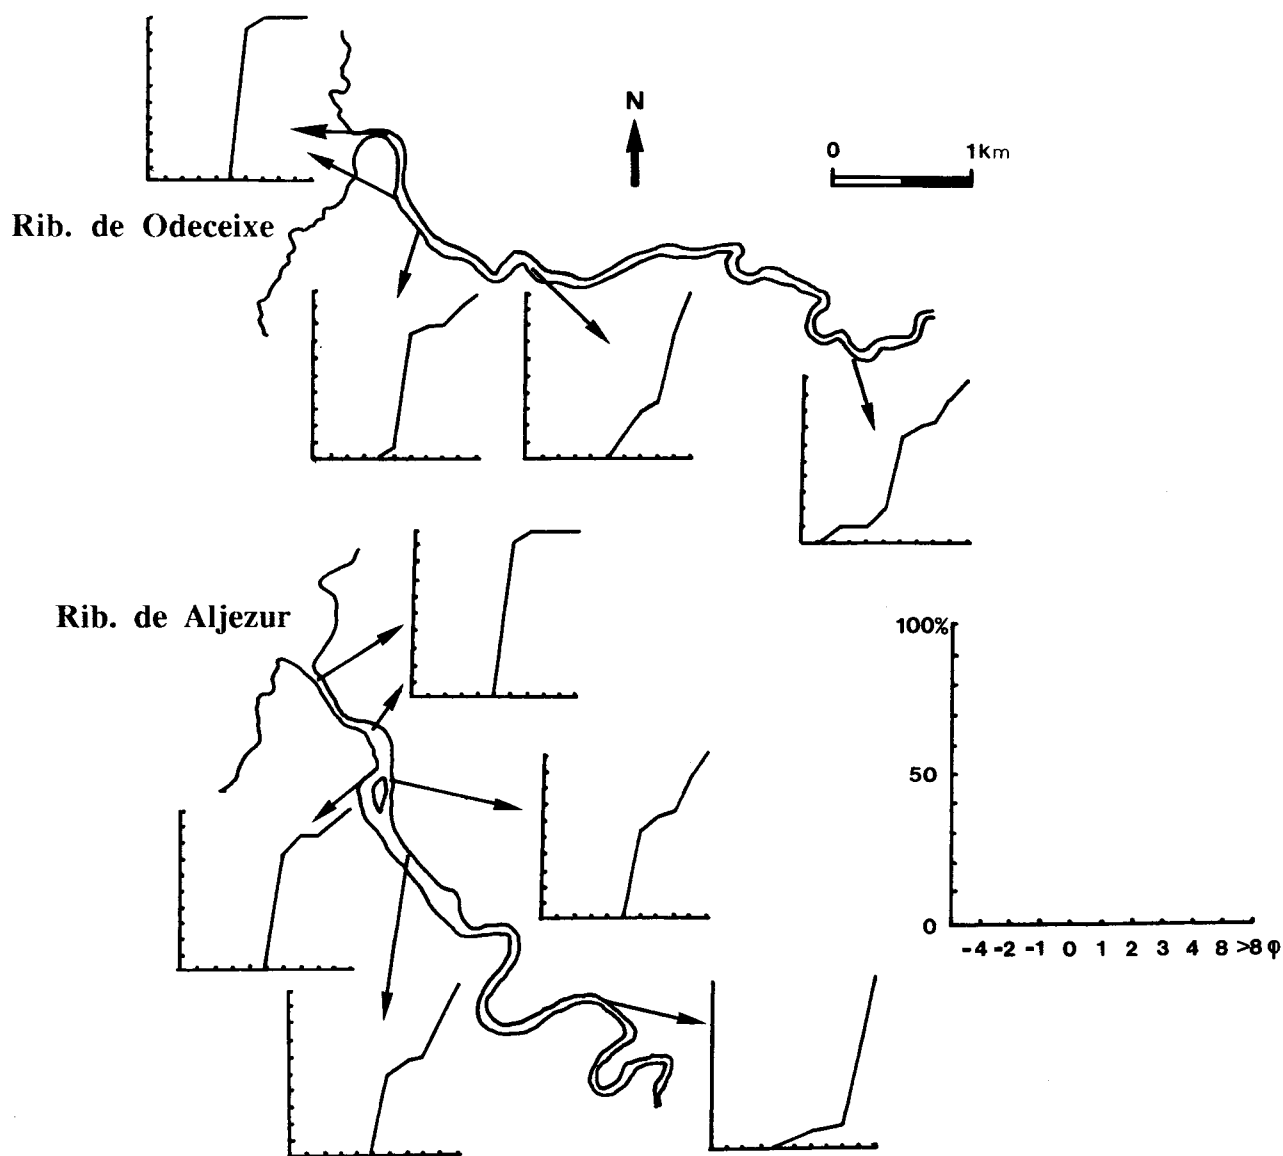 N
0 1Km
Rib. de Odeceixe
Rib. de Aljezur
100%
50
0
-4 -2 -1 0 1 2 3 4 8 >8 φ